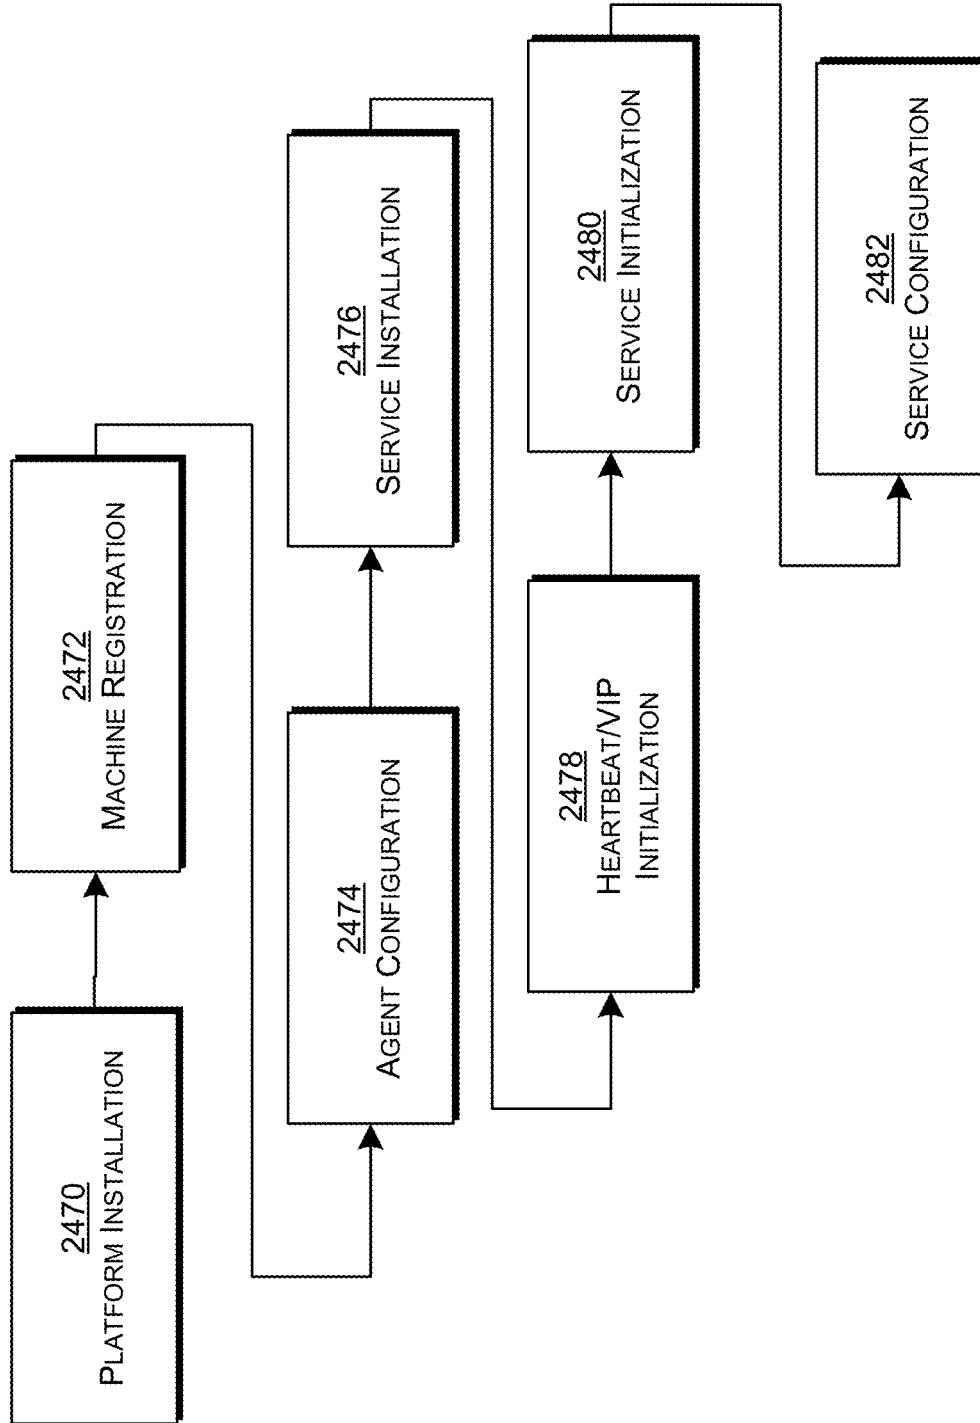 2470
PLATFORM INSTALLATION
2472
MACHINE REGISTRATION
2474
AGENT CONFIGURATION
2476
SERVICE INSTALLATION
2478
HEARTBEAT/VIP
INITIALIZATION
2480
SERVICE INITIALIZATION
2482
SERVICE CONFIGURATION